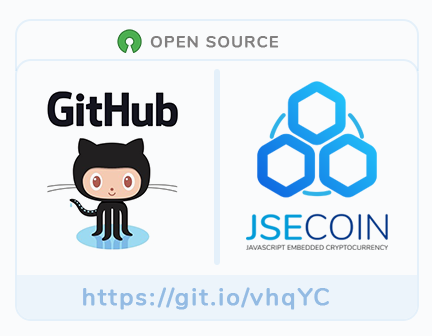 OPEN SOURCE
GitHub
JSECOIN
JAVASCRIPT EMBEDDED CRYPTOCURRENCY
https://git.io/vhqYC